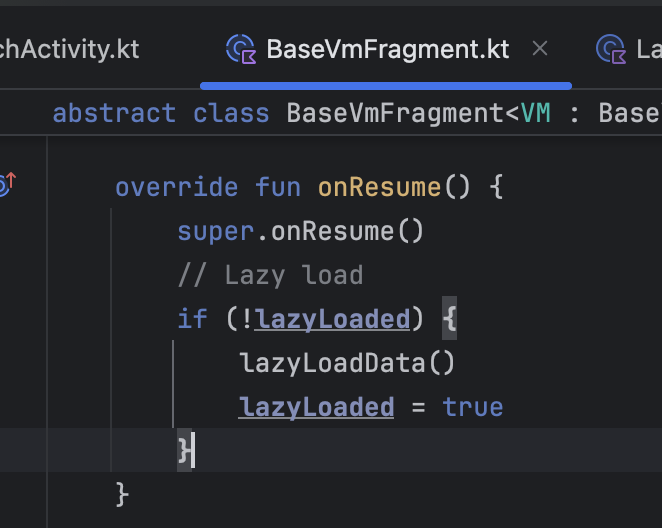 chActivity.kt BaseVmFragment.kt La
abstract class BaseVmFragment<VM : Base
override fun onResume() {
super.onResume()
// Lazy load
if (!lazyLoaded) {
lazyLoadData()
lazyLoaded = true
}
}